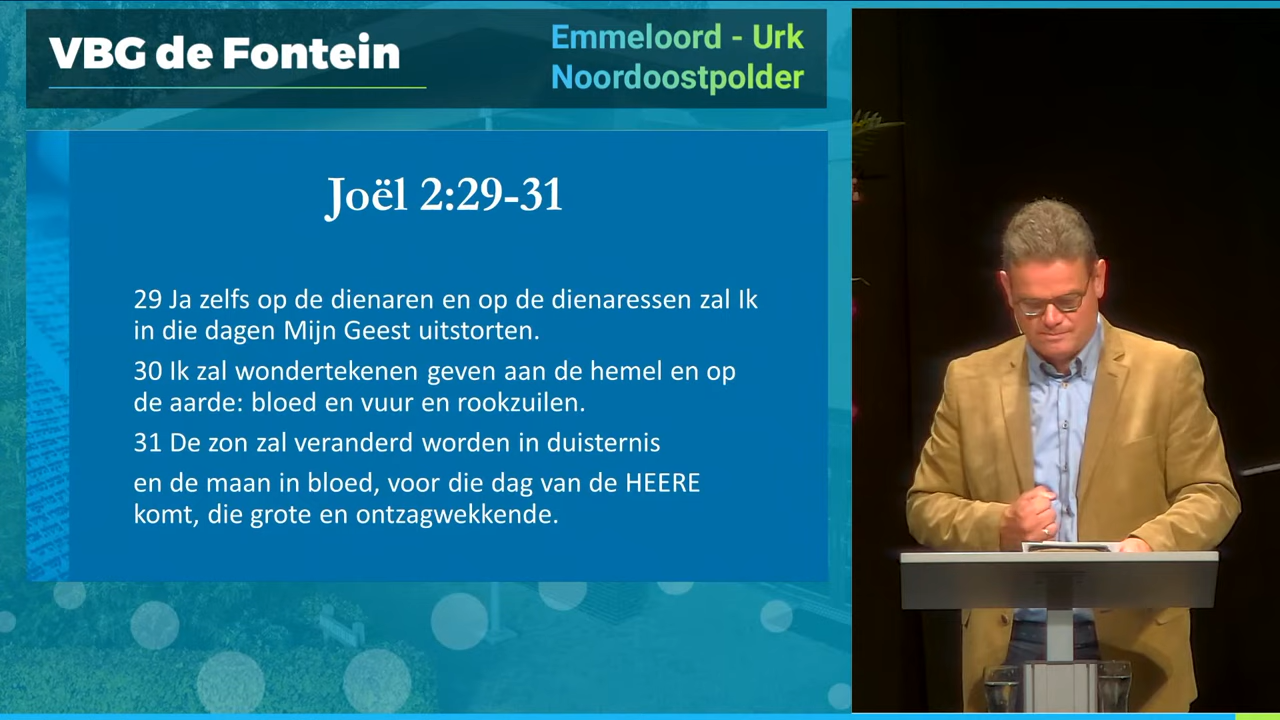 VBG de Fontein
Emmeloord - Urk
Noordoostpolder
Joël 2:29-31
29 Ja zelfs op de dienaren en op de dienaressen zal Ik
in die dagen Mijn Geest uitstorten.
30 Ik zal wondertekenen geven aan de hemel en op
de aarde: bloed en vuur en rookzuilen.
31 De zon zal veranderd worden in duisternis
en de maan in bloed, voor die dag van de HEERE
komt, die grote en ontzagwekkende.